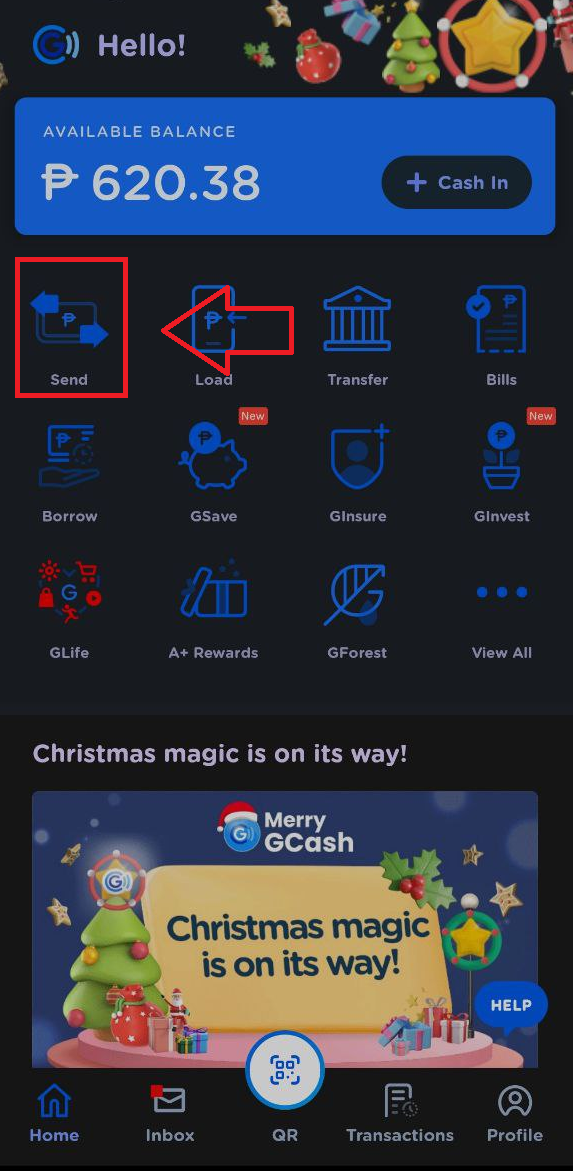 Hello!
AVAILABLE BALANCE
₱ 620.38
+ Cash In
Send
Load
Transfer
Bills
New
New
Borrow
GSave
GInsure
GInvest
GLife
A+ Rewards
GForest
View All
Christmas magic is on its way!
Merry
GCash
Christmas magic
is on its way!
HELP
Home
Inbox
QR
Transactions
Profile